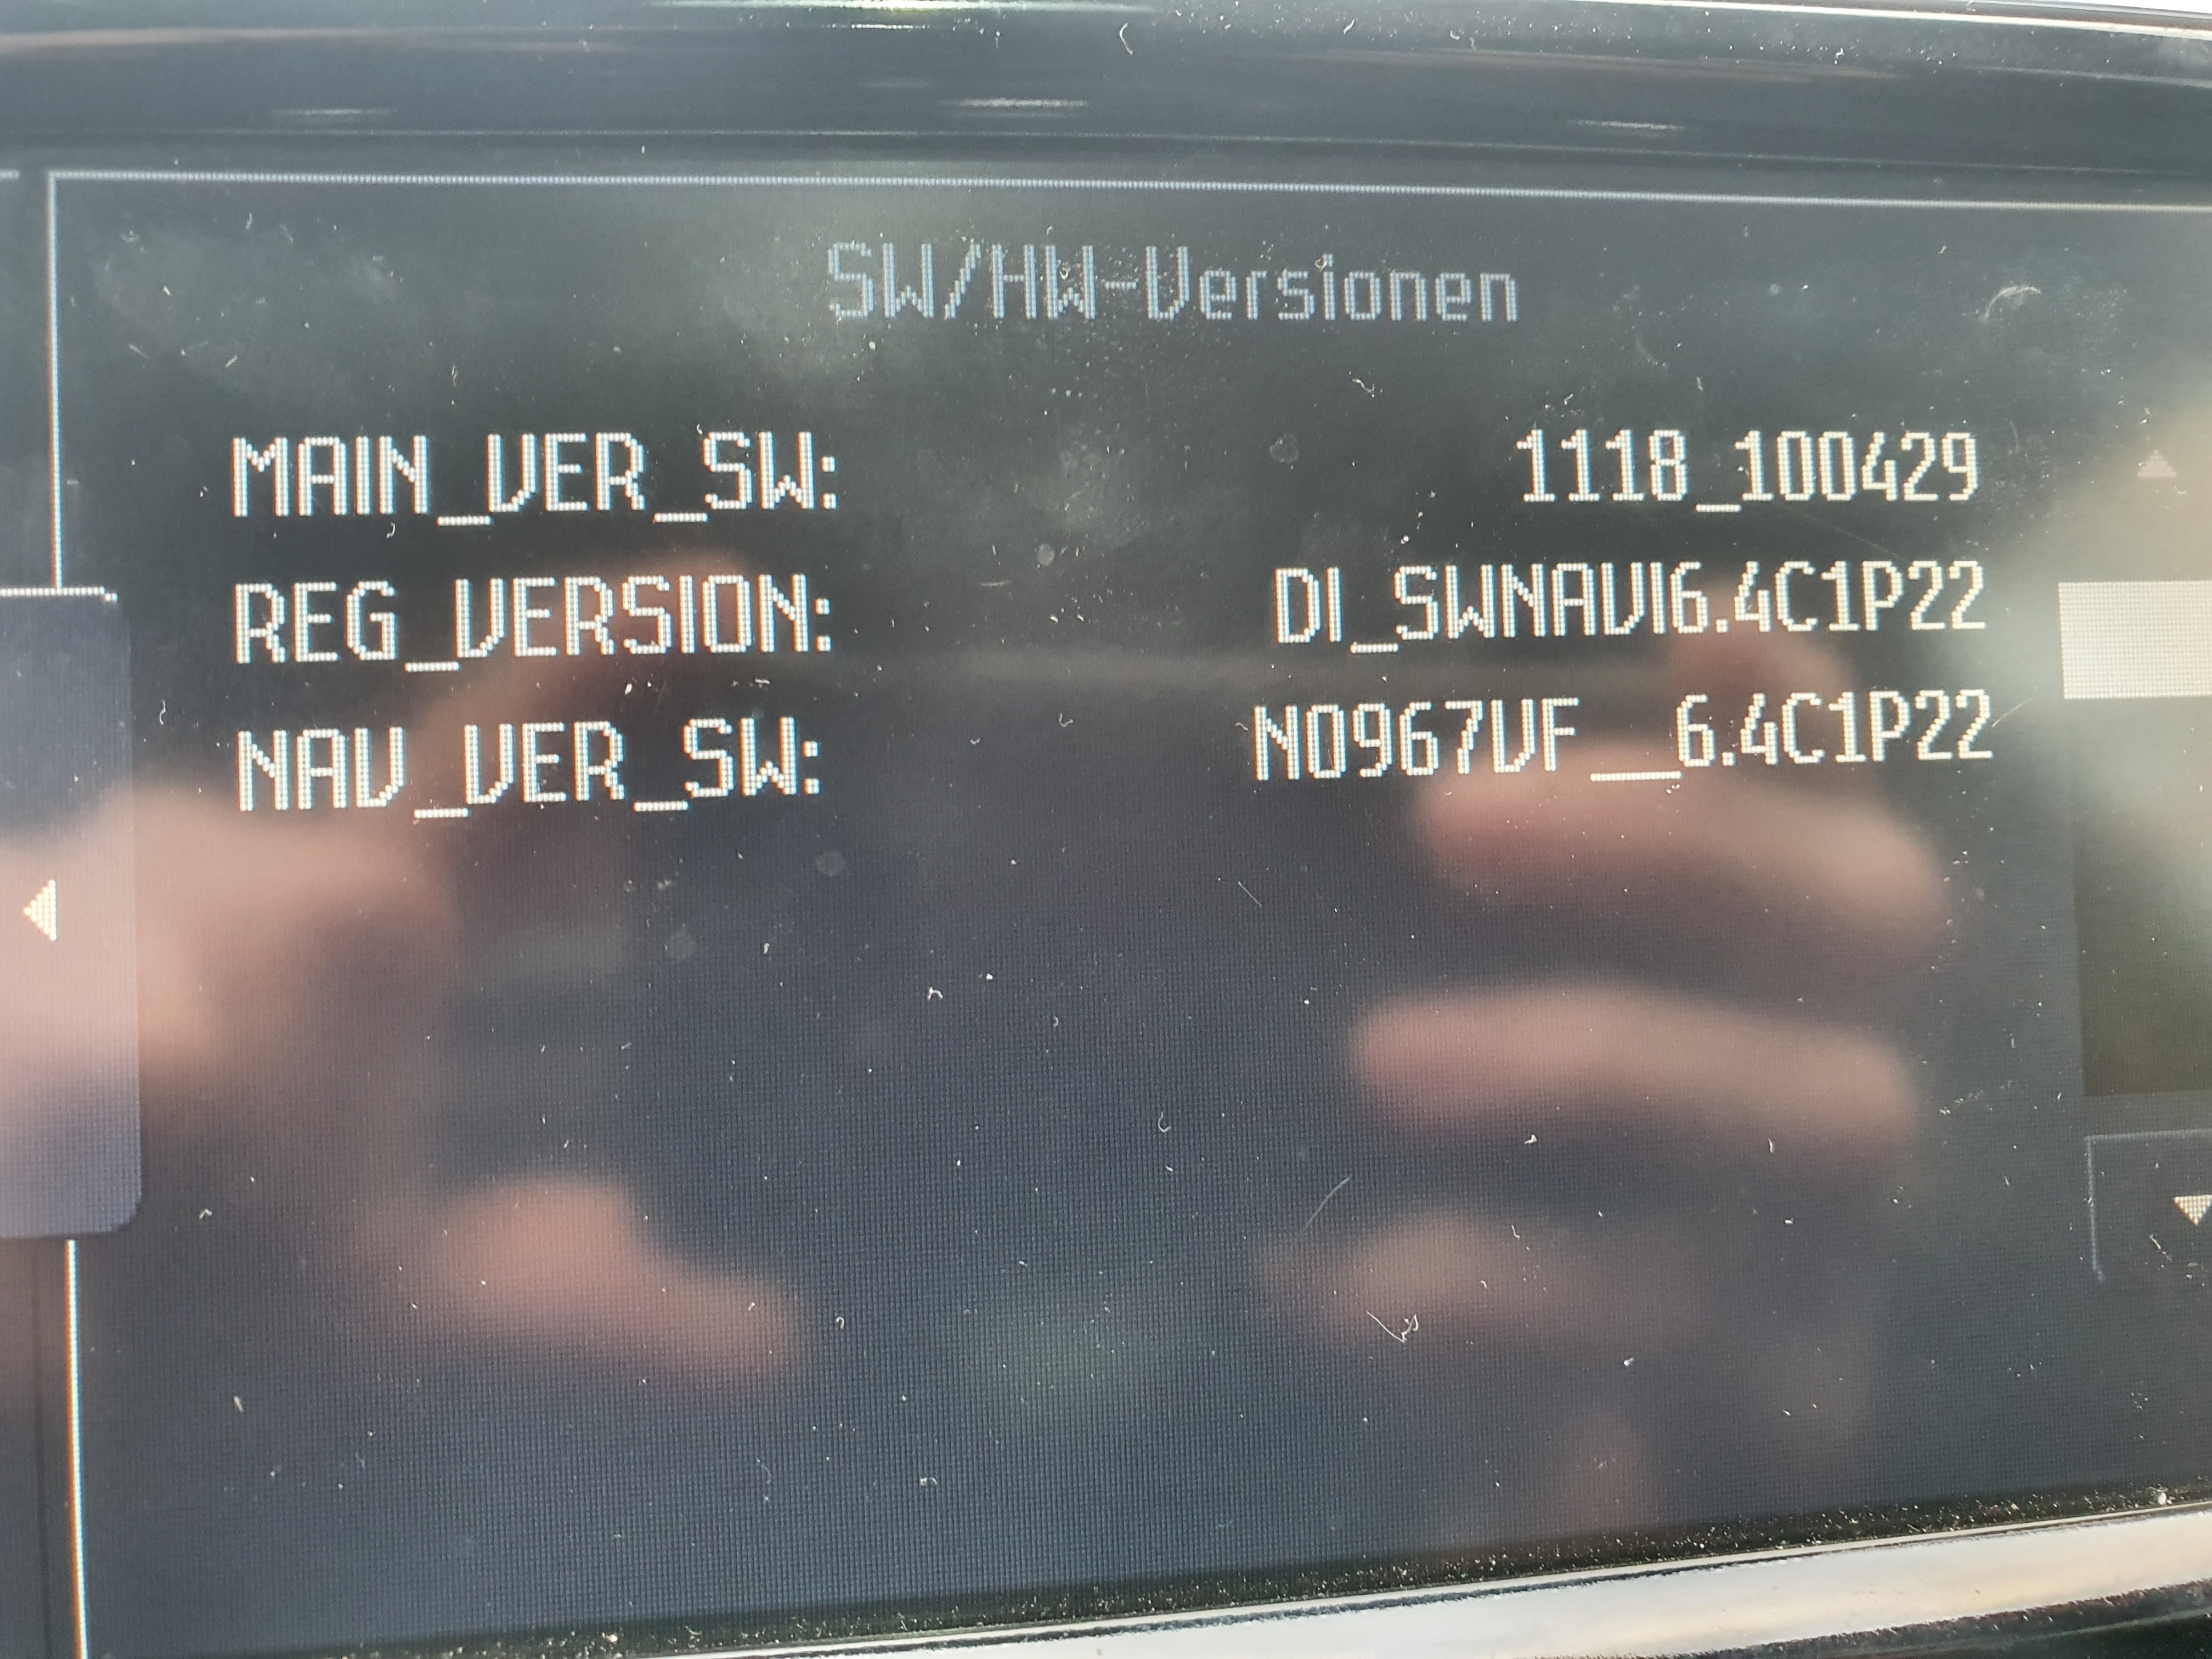 SW/HW-Versionen
MAIN_VER_SW: 1118_100429
REG_VERSION: DI_SWNAVI6.4C1P22
NAV_VER_SW: N0967VF__6.4C1P22